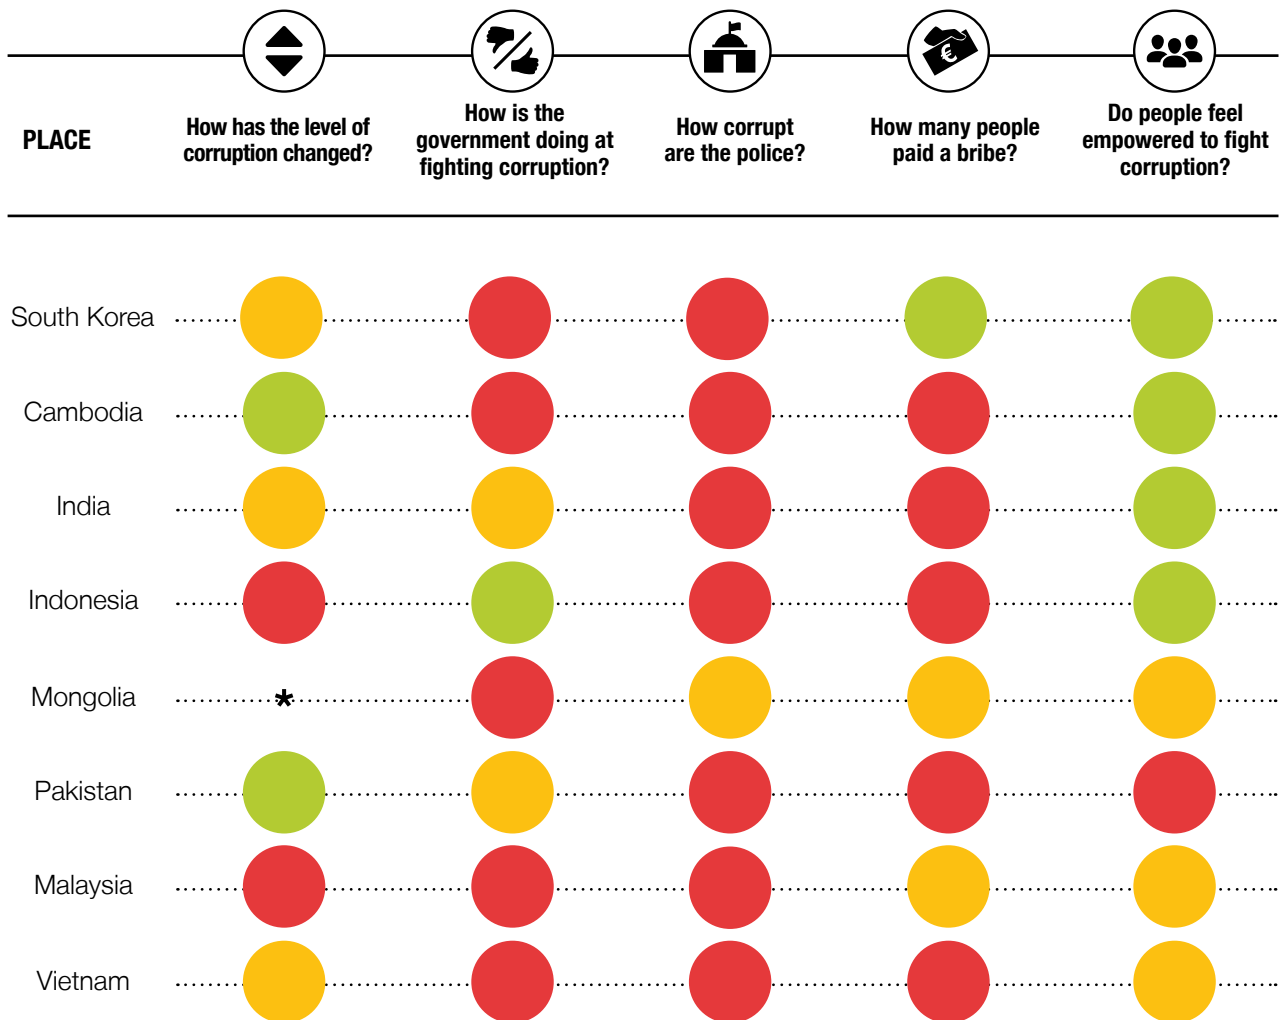 PLACE
How has the level of
corruption changed?
How is the
government doing at
fighting corruption?
How corrupt
are the police?
€
How many people
paid a bribe?
Do people feel
empowered to fight
corruption?
South Korea
Cambodia
India
Indonesia
Mongolia *
Pakistan
Malaysia
Vietnam